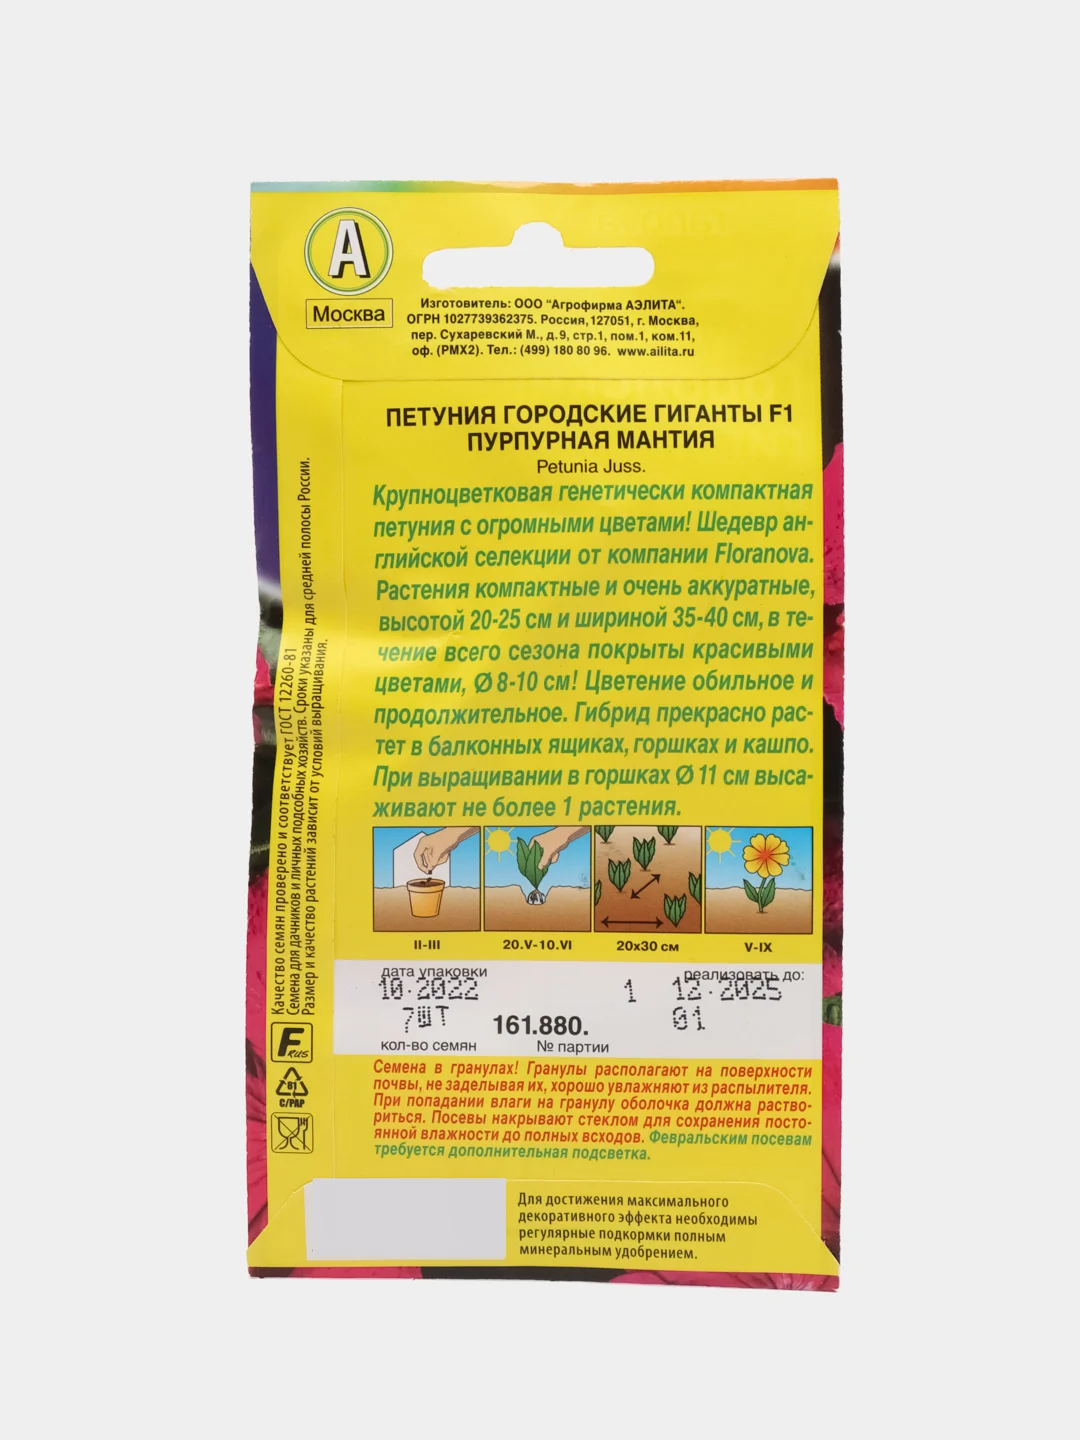 А
Москва
Изготовитель: ООО "Агрофирма АЭЛИТА".
ОГРН 1027739362375. Россия, 127051, г. Москва,
пер. Сухаревский М., д.9, стр.1, пом.1, ком.11,
оф. (РМХ2). Тел.: (499) 180 80 96. www.ailita.ru
ПЕТУНИЯ ГОРОДСКИЕ ГИГАНТЫ F1
ПУРПУРНАЯ МАНТИЯ
Petunia Juss.
Крупноцветковая генетически компактная
петуния с огромными цветами! Шедевр ан-
глийской селекции от компании Floranova.
Растения компактные и очень аккуратные,
высотой 20-25 см и шириной 35-40 см, в те-
чение всего сезона покрыты красивыми
цветами, Ø 8-10 см! Цветение обильное и
продолжительное. Гибрид прекрасно рас-
тет в балконных ящиках, горшках и кашпо.
При выращивании в горшках Ø 11 см выса-
живают не более 1 растения.
II-III
20.V-10.VI
20х30 см
V-IX
дата упаковки
реализовать до:
10.2022
1
12.2025
7ШТ
161.880.
01
кол-во семян
№ партии
Семена в гранулах! Гранулы располагают на поверхности
почвы, не заделывая их, хорошо увлажняют из распылителя.
При попадании влаги на гранулу оболочка должна раство-
риться. Посевы накрывают стеклом для сохранения посто-
янной влажности до полных всходов. Февральским посевам
требуется дополнительная подсветка.
Для достижения максимального
декоративного эффекта необходимы
регулярные подкормки полным
минеральным удобрением.
Качество семян проверено и соответствует ГОСТ 12260-81
Семена для дачников и личных подсобных хозяйств. Сроки указаны для средней полосы России.
Размер и качество растений зависит от условий выращивания.
F RUS
81
C/PAP